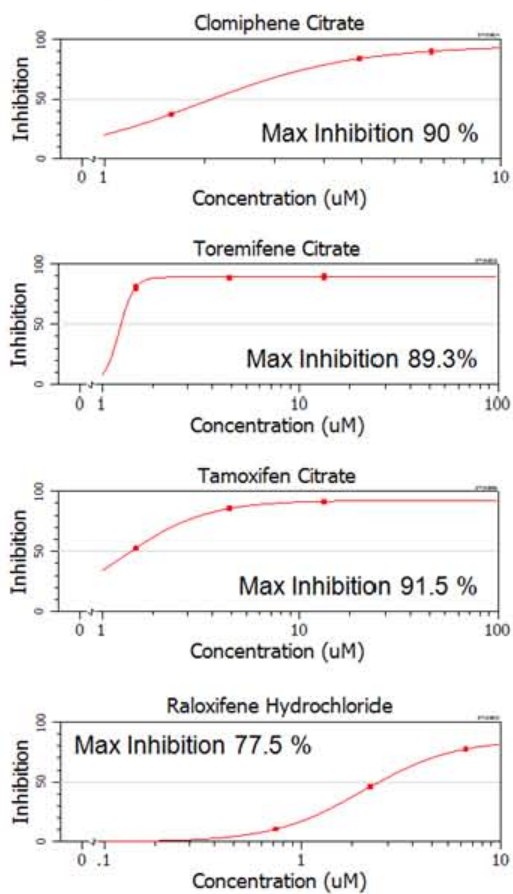 Clomiphene Citrate
100
50
0
Inhibition
Max Inhibition 90 %
0 1 10
Concentration (uM)
Toremifene Citrate
100
50
0
Inhibition
Max Inhibition 89.3%
0 1 10 100
Concentration (uM)
Tamoxifen Citrate
100
50
0
Inhibition
Max Inhibition 91.5 %
0 1 10 100
Concentration (uM)
Raloxifene Hydrochloride
100
50
0
Inhibition
Max Inhibition 77.5 %
0 .1 1 10
Concentration (uM)